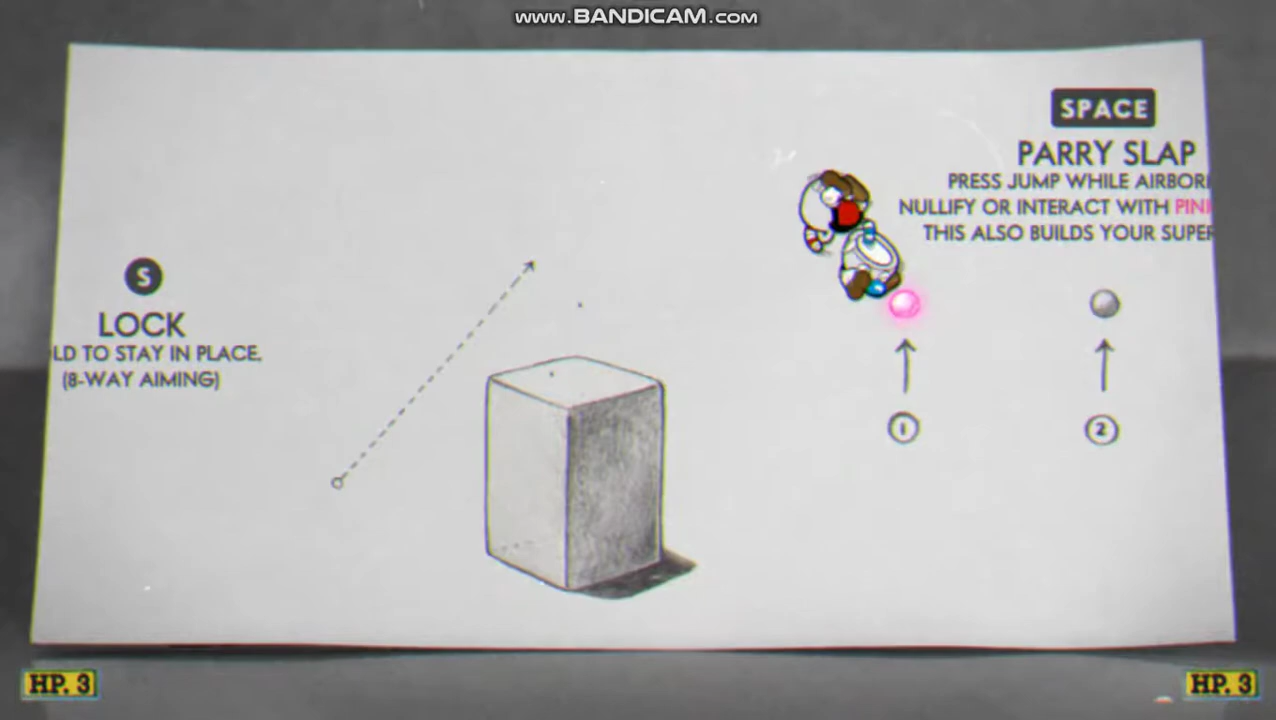 www.BANDICAM.com
SPACE
PARRY SLAP
PRESS JUMP WHILE AIRBOR
NULLIFY OR INTERACT WITH PIN
THIS ALSO BUILDS YOUR SUPER
S
LOCK
LD TO STAY IN PLACE.
(8-WAY AIMING)
1
2
HP. 3
HP. 3